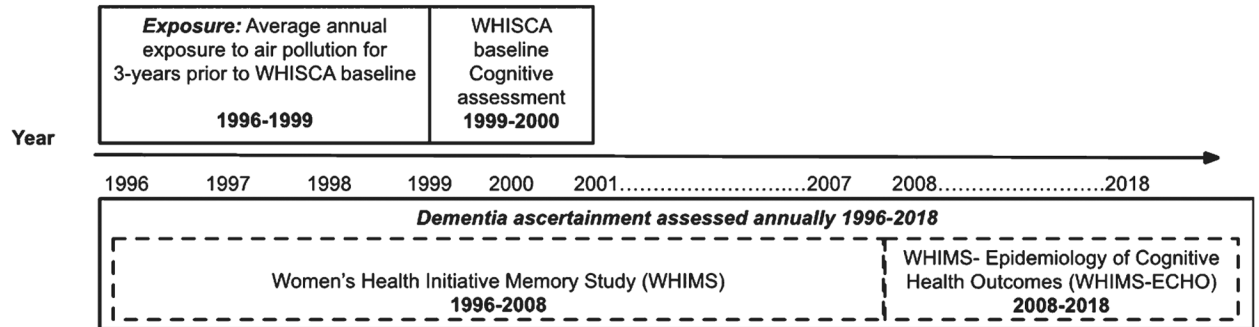 Exposure: Average annual
exposure to air pollution for
3-years prior to WHISCA baseline
1996-1999
WHISCA
baseline
Cognitive
assessment
1999-2000
Year
1996 1997 1998 1999 2000 2001........................2007 2008........................2018
Dementia ascertainment assessed annually 1996-2018
Women's Health Initiative Memory Study (WHIMS)
1996-2008
WHIMS- Epidemiology of Cognitive
Health Outcomes (WHIMS-ECHO)
2008-2018